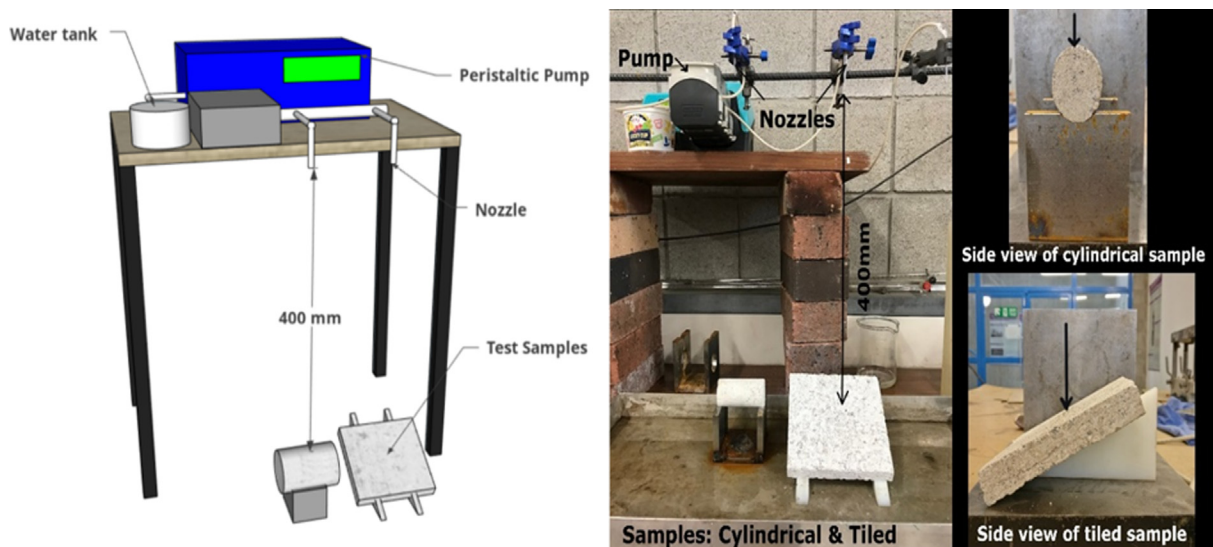 Water tank
Peristaltic Pump
Nozzle
400 mm
Test Samples
Pump
Nozzles
400mm
Samples: Cylindrical & Tiled
Side view of cylindrical sample
Side view of tiled sample